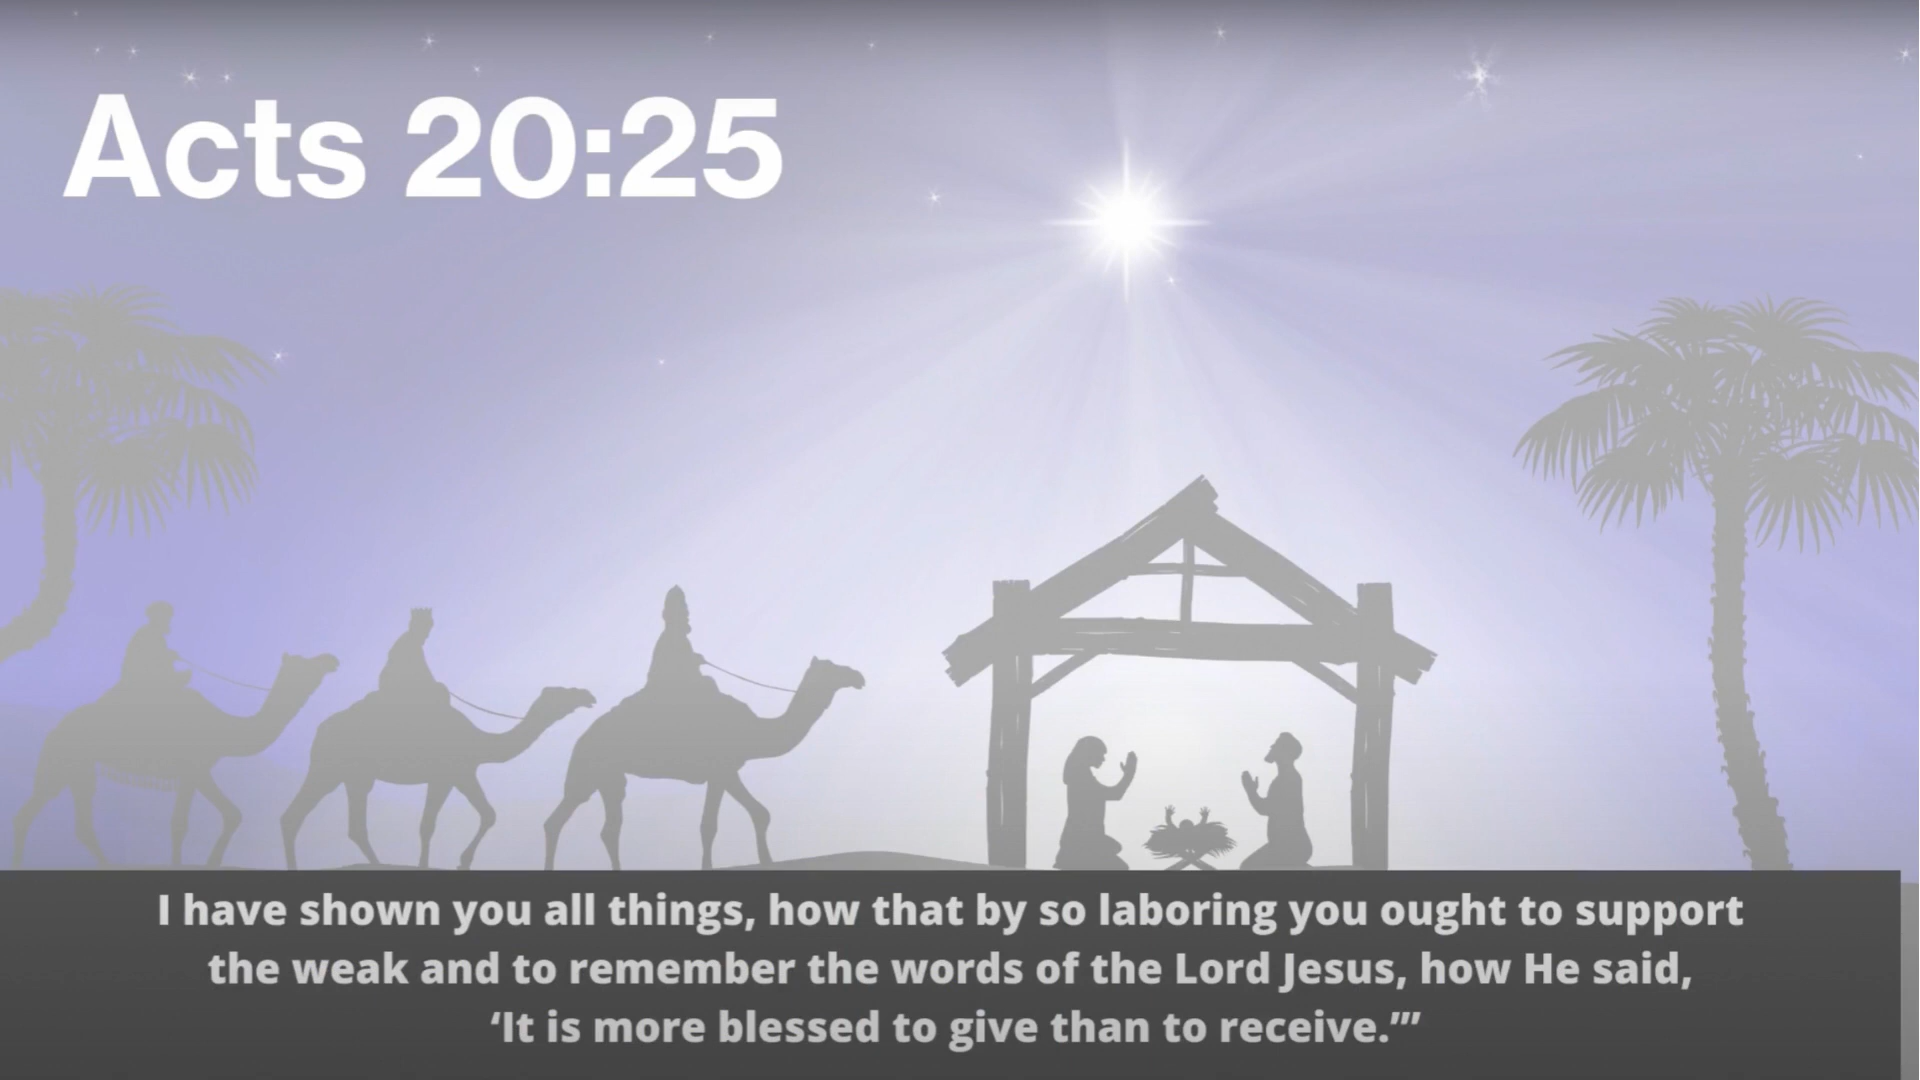 Acts 20:25
I have shown you all things, how that by so laboring you ought to support
the weak and to remember the words of the Lord Jesus, how He said,
‘It is more blessed to give than to receive.’”